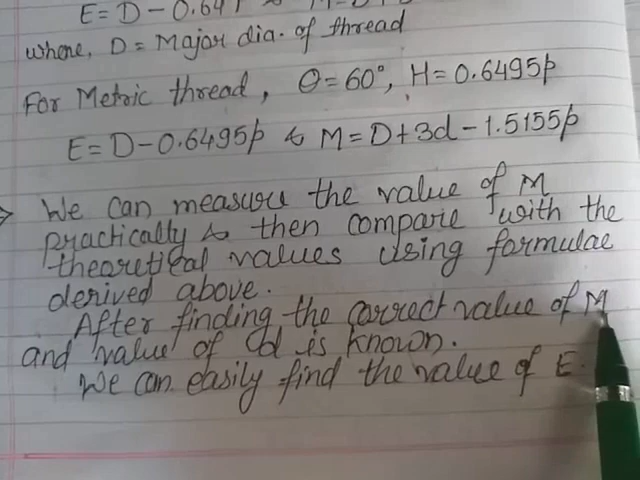 E = D - 0.64
where, D = Major dia. of thread
For Metric thread, θ = 60°, H = 0.6495p
E = D - 0.6495p & M = D + 3d - 1.5155p
We can measure the value of M
practically & then compare with the
theoretical values using formulae
derived above.
After finding the correct value of M
and value of 'd' is known.
We can easily find the value of E.